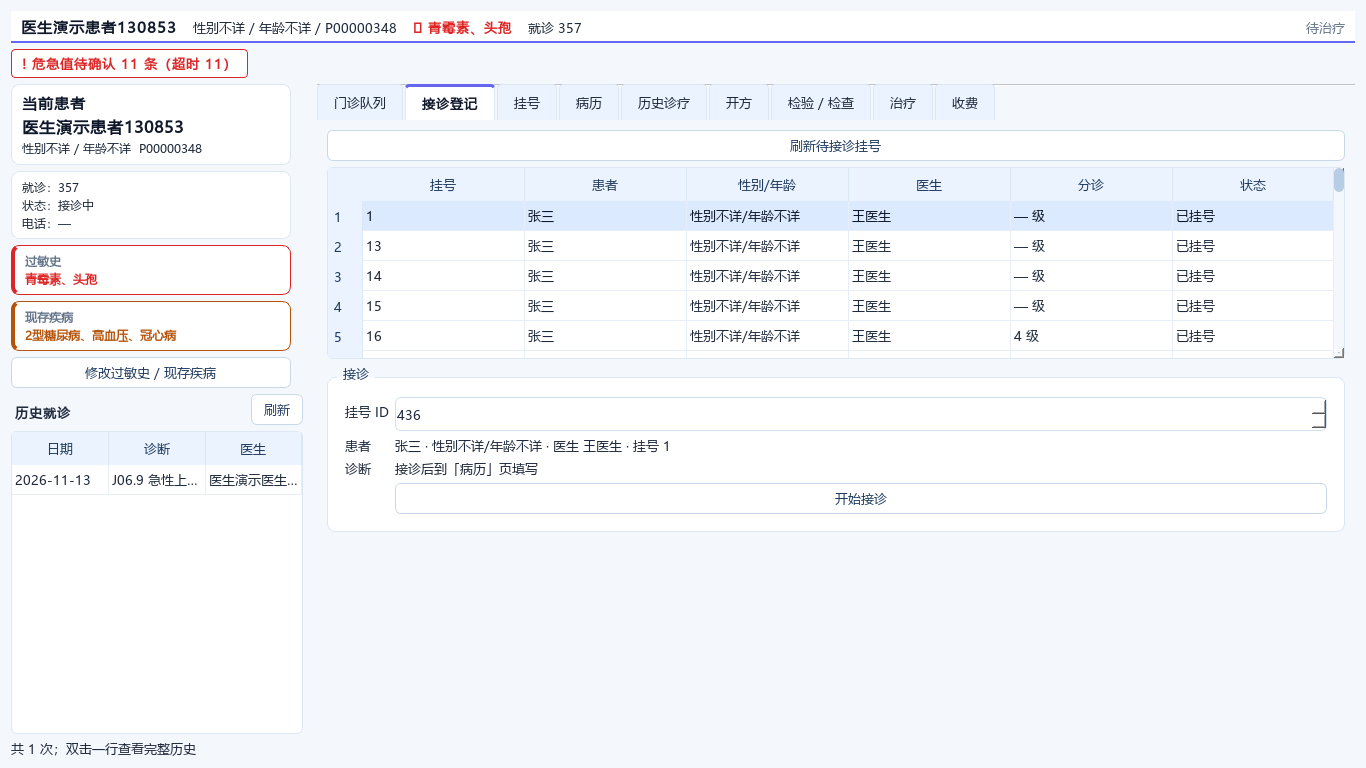 医生演示患者130853 性别不详 / 年龄不详 / P00000348 青霉素、头孢 就诊 357 待治疗
! 危急值待确认 11 条（超时 11）
当前患者
医生演示患者130853
性别不详 / 年龄不详 P00000348
就诊：357
状态：接诊中
电话：—
过敏史
青霉素、头孢
现存疾病
2型糖尿病、高血压、冠心病
修改过敏史 / 现存疾病
历史就诊 刷新
日期 诊断 医生
2026-11-13 J06.9 急性上... 医生演示医生...
共 1 次；双击一行查看完整历史
门诊队列 接诊登记 挂号 病历 历史诊疗 开方 检验 / 检查 治疗 收费
刷新待接诊挂号
挂号 患者 性别/年龄 医生 分诊 状态
1 1 张三 性别不详/年龄不详 王医生 — 级 已挂号
2 13 张三 性别不详/年龄不详 王医生 — 级 已挂号
3 14 张三 性别不详/年龄不详 王医生 — 级 已挂号
4 15 张三 性别不详/年龄不详 王医生 — 级 已挂号
5 16 张三 性别不详/年龄不详 王医生 4 级 已挂号
接诊
挂号 ID 436
患者 张三 · 性别不详/年龄不详 · 医生 王医生 · 挂号 1
诊断 接诊后到「病历」页填写
开始接诊